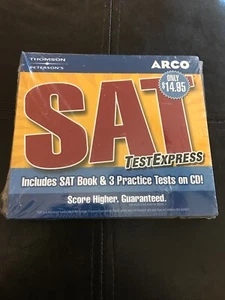 THOMSON
PETERSON'S
ARCO
ONLY
$14.95
SAT
TESTEXPRESS
Includes SAT Book & 3 Practice Tests on CD!
Score Higher. Guaranteed.